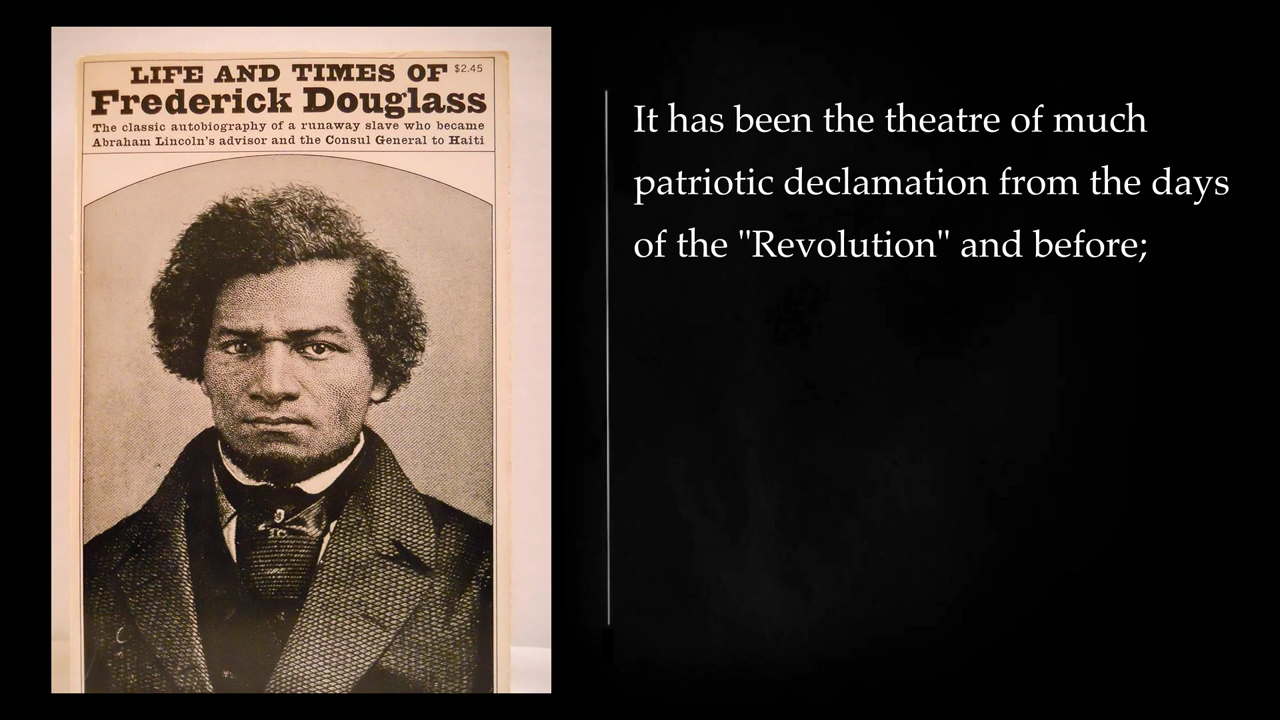 LIFE AND TIMES OF $2.45
Frederick Douglass
The classic autobiography of a runaway slave who became
Abraham Lincoln's advisor and the Consul General to Haiti
It has been the theatre of much
patriotic declamation from the days
of the "Revolution" and before;